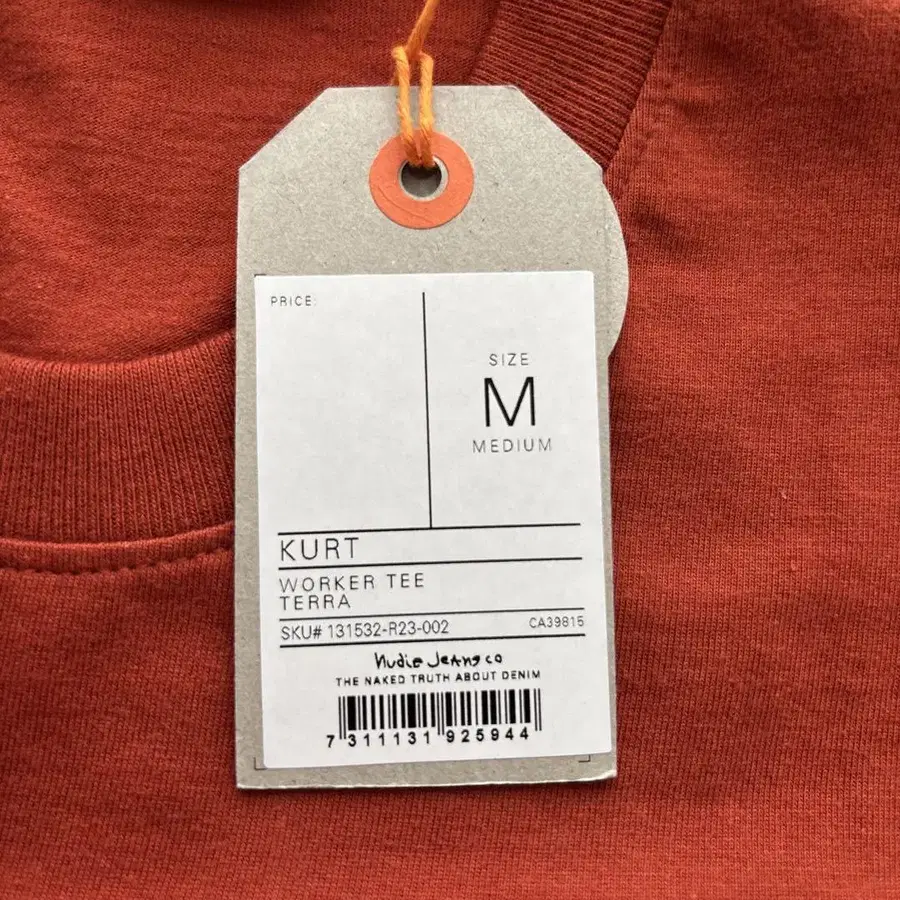 PRICE:
SIZE
M
MEDIUM
KURT
WORKER TEE
TERRA
SKU# 131532-R23-002 CA39815
Nudie Jeans co
THE NAKED TRUTH ABOUT DENIM
7 311131 925944